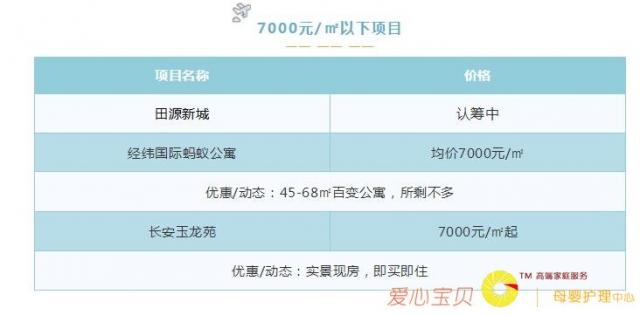 7000元/㎡以下项目
项目名称 价格
田源新城 认筹中
经纬国际蚂蚁公寓 均价7000元/㎡
优惠/动态：45-68㎡百变公寓，所剩不多
长安玉龙苑 7000元/㎡起
优惠/动态：实景现房，即买即住
TM 高端家庭服务
爱心宝贝 母婴护理中心